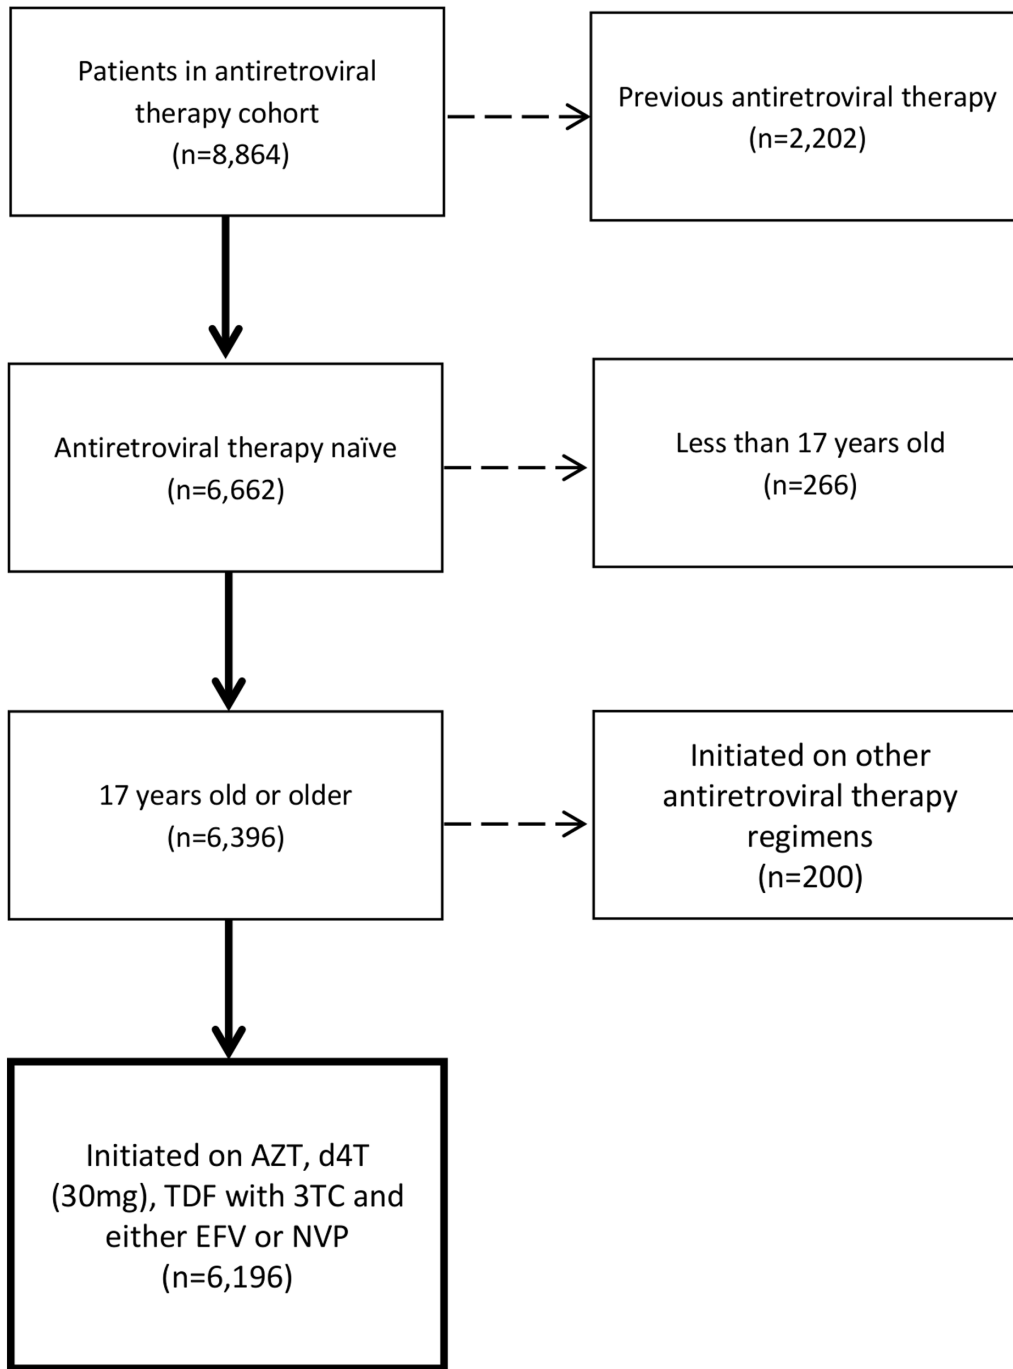 Patients in antiretroviral
therapy cohort
(n=8,864)
Previous antiretroviral therapy
(n=2,202)
Antiretroviral therapy naïve
(n=6,662)
Less than 17 years old
(n=266)
17 years old or older
(n=6,396)
Initiated on other
antiretroviral therapy
regimens
(n=200)
Initiated on AZT, d4T
(30mg), TDF with 3TC and
either EFV or NVP
(n=6,196)